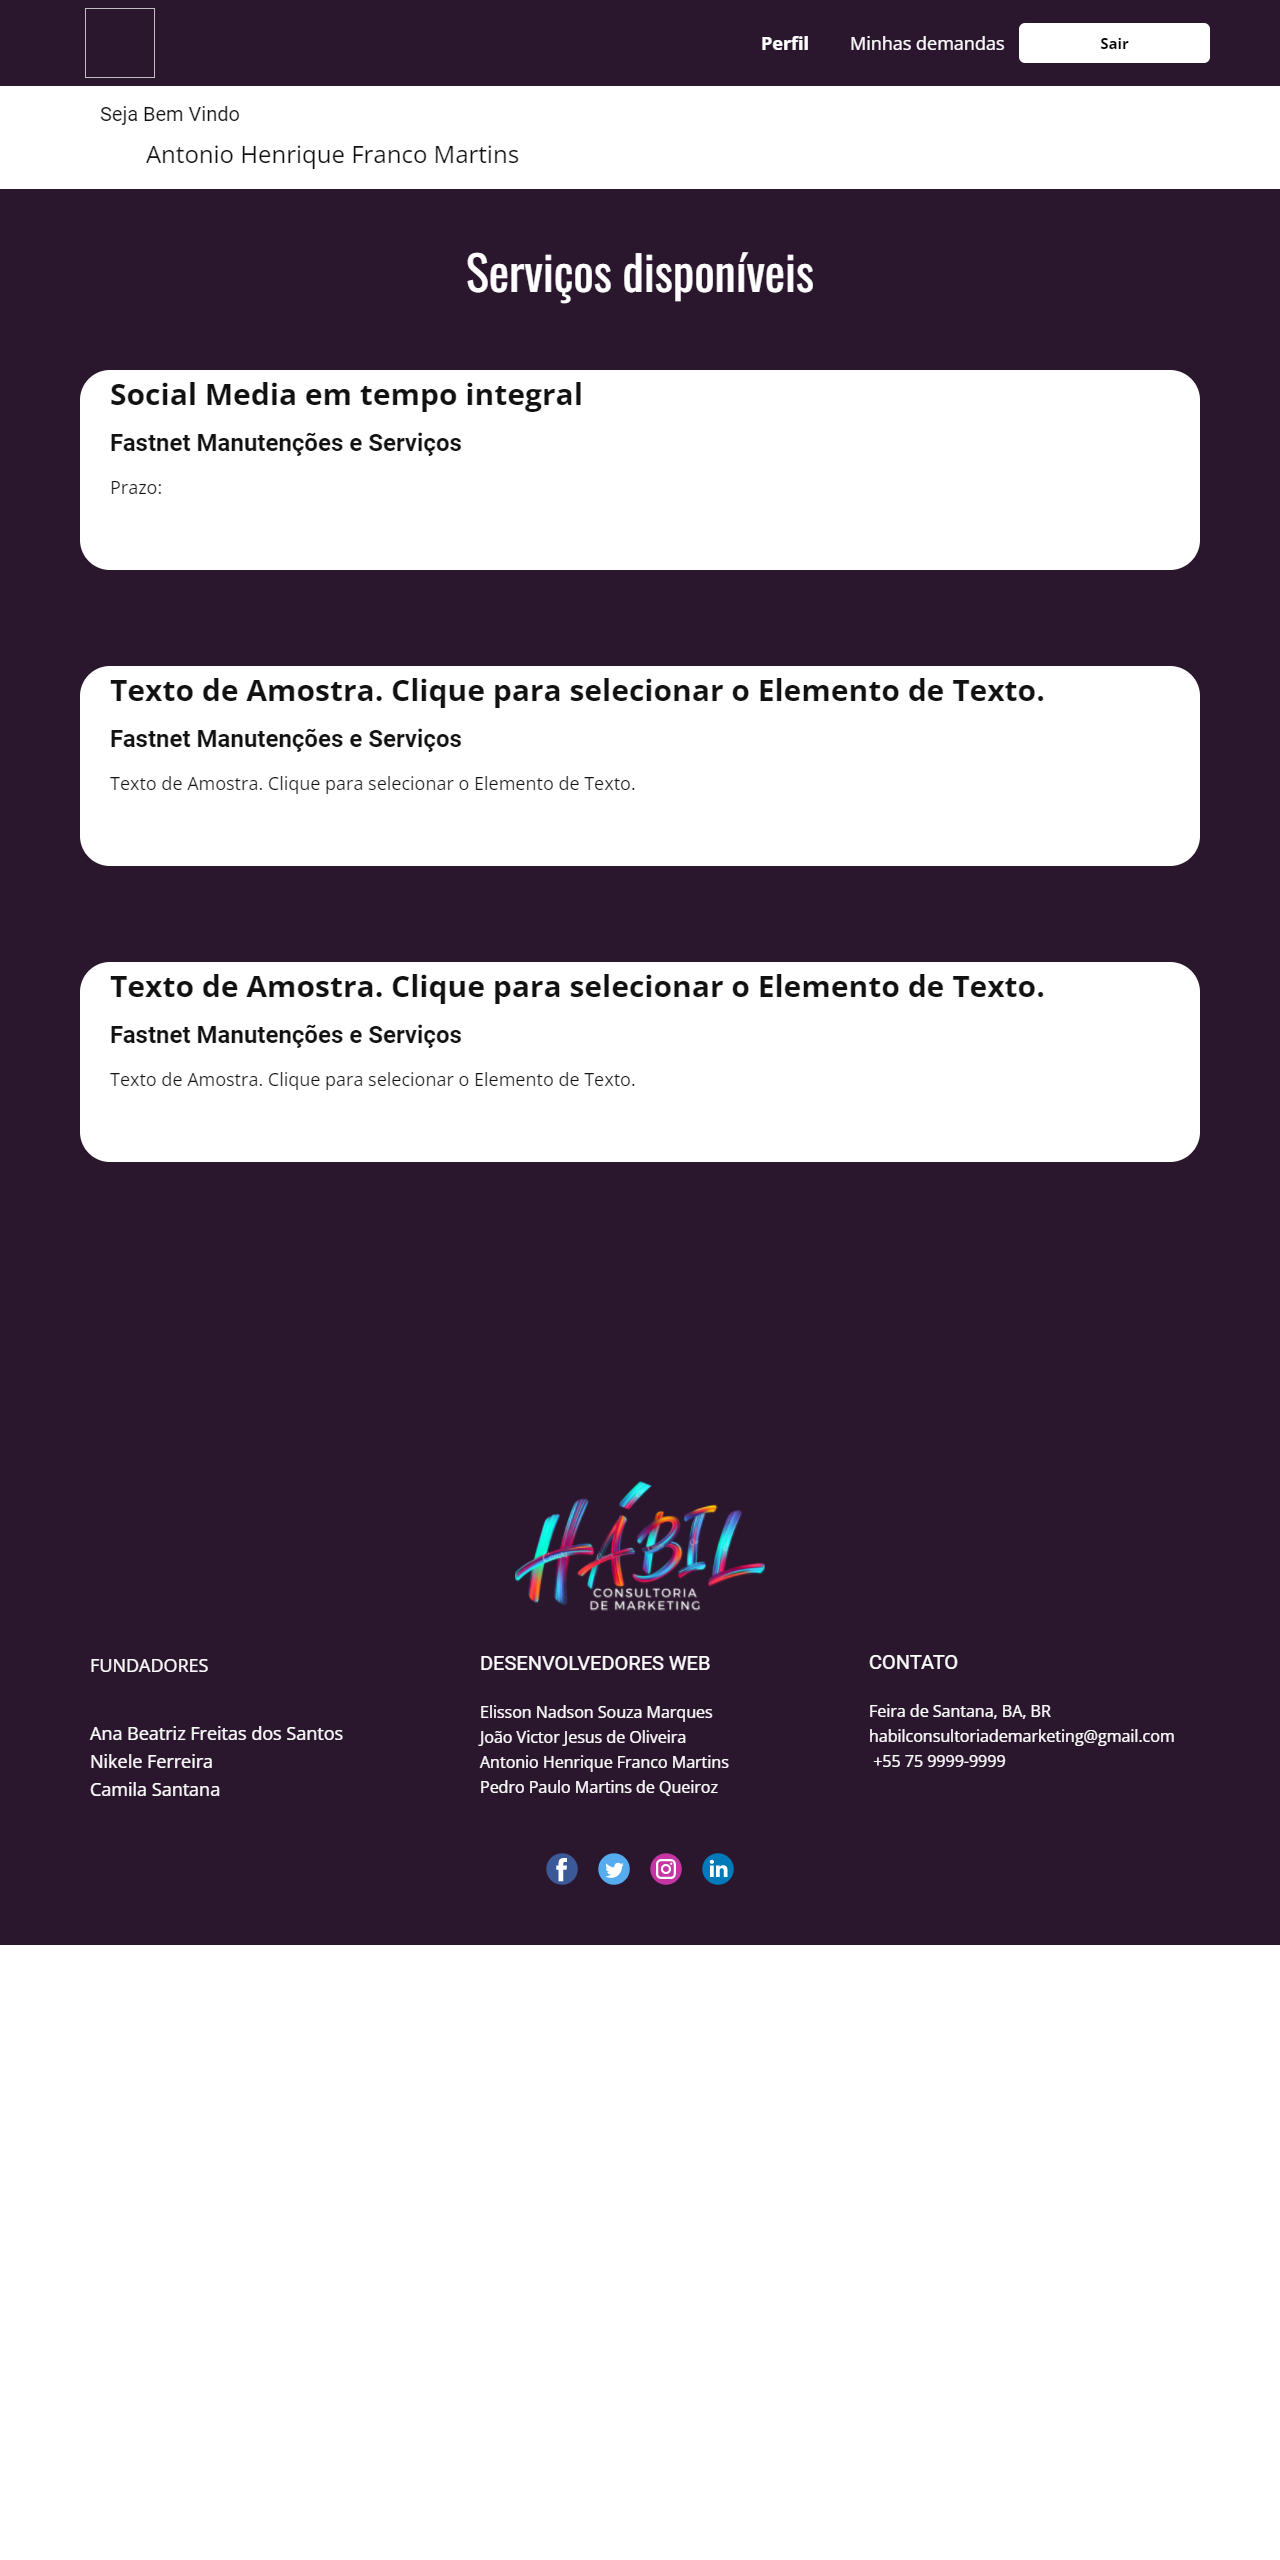 Perfil
Minhas demandas
Sair
Seja Bem Vindo
Antonio Henrique Franco Martins
Serviços disponíveis
Social Media em tempo integral
Fastnet Manutenções e Serviços
Prazo:
Texto de Amostra. Clique para selecionar o Elemento de Texto.
Fastnet Manutenções e Serviços
Texto de Amostra. Clique para selecionar o Elemento de Texto.
Texto de Amostra. Clique para selecionar o Elemento de Texto.
Fastnet Manutenções e Serviços
Texto de Amostra. Clique para selecionar o Elemento de Texto.
HÁBIL
CONSULTORIA
DE MARKETING
FUNDADORES
Ana Beatriz Freitas dos Santos
Nikele Ferreira
Camila Santana
DESENVOLVEDORES WEB
Elisson Nadson Souza Marques
João Victor Jesus de Oliveira
Antonio Henrique Franco Martins
Pedro Paulo Martins de Queiroz
CONTATO
Feira de Santana, BA, BR
habilconsultoriademarketing@gmail.com
+55 75 9999-9999